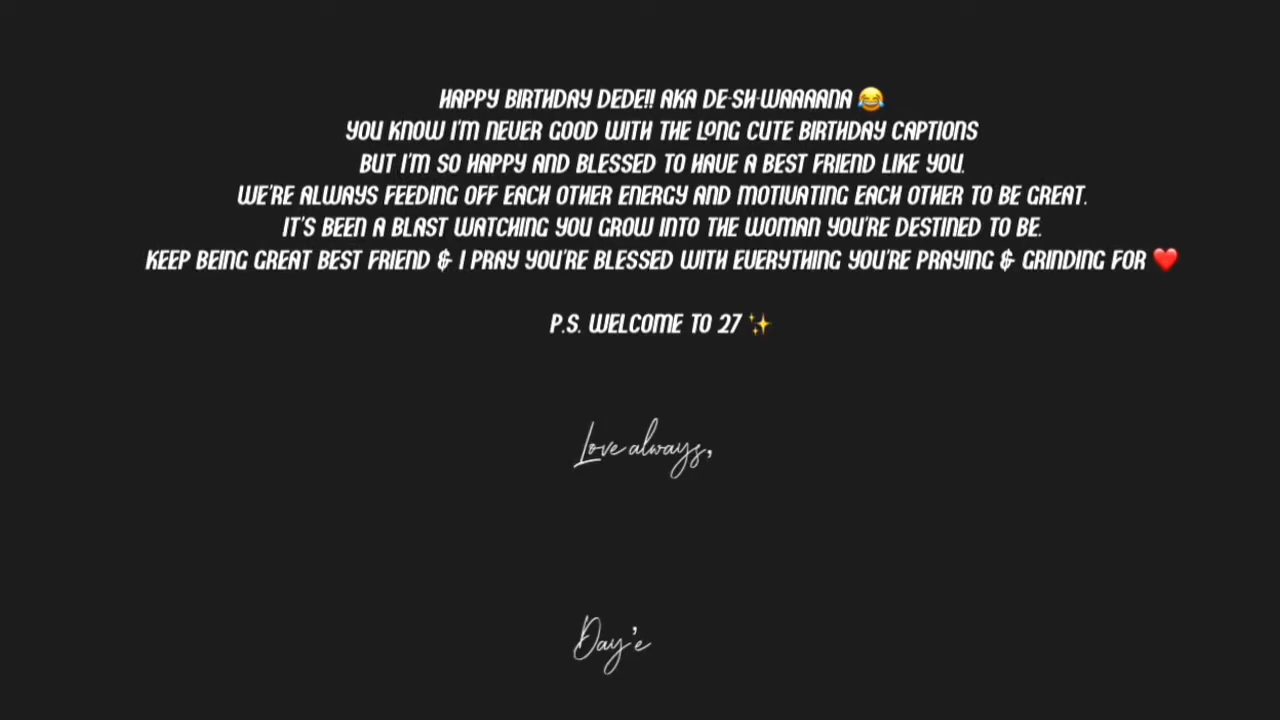 HAPPY BIRTHDAY DEDE!! AKA DE-SH-WAAAANA 😂
YOU KNOW I'M NEVER GOOD WITH THE LONG CUTE BIRTHDAY CAPTIONS
BUT I'M SO HAPPY AND BLESSED TO HAVE A BEST FRIEND LIKE YOU.
WE'RE ALWAYS FEEDING OFF EACH OTHER ENERGY AND MOTIVATING EACH OTHER TO BE GREAT.
IT'S BEEN A BLAST WATCHING YOU GROW INTO THE WOMAN YOU'RE DESTINED TO BE.
KEEP BEING GREAT BEST FRIEND & I PRAY YOU'RE BLESSED WITH EVERYTHING YOU'RE PRAYING & GRINDING FOR ❤️
P.S. WELCOME TO 27 ✨
Love always,
Day'e